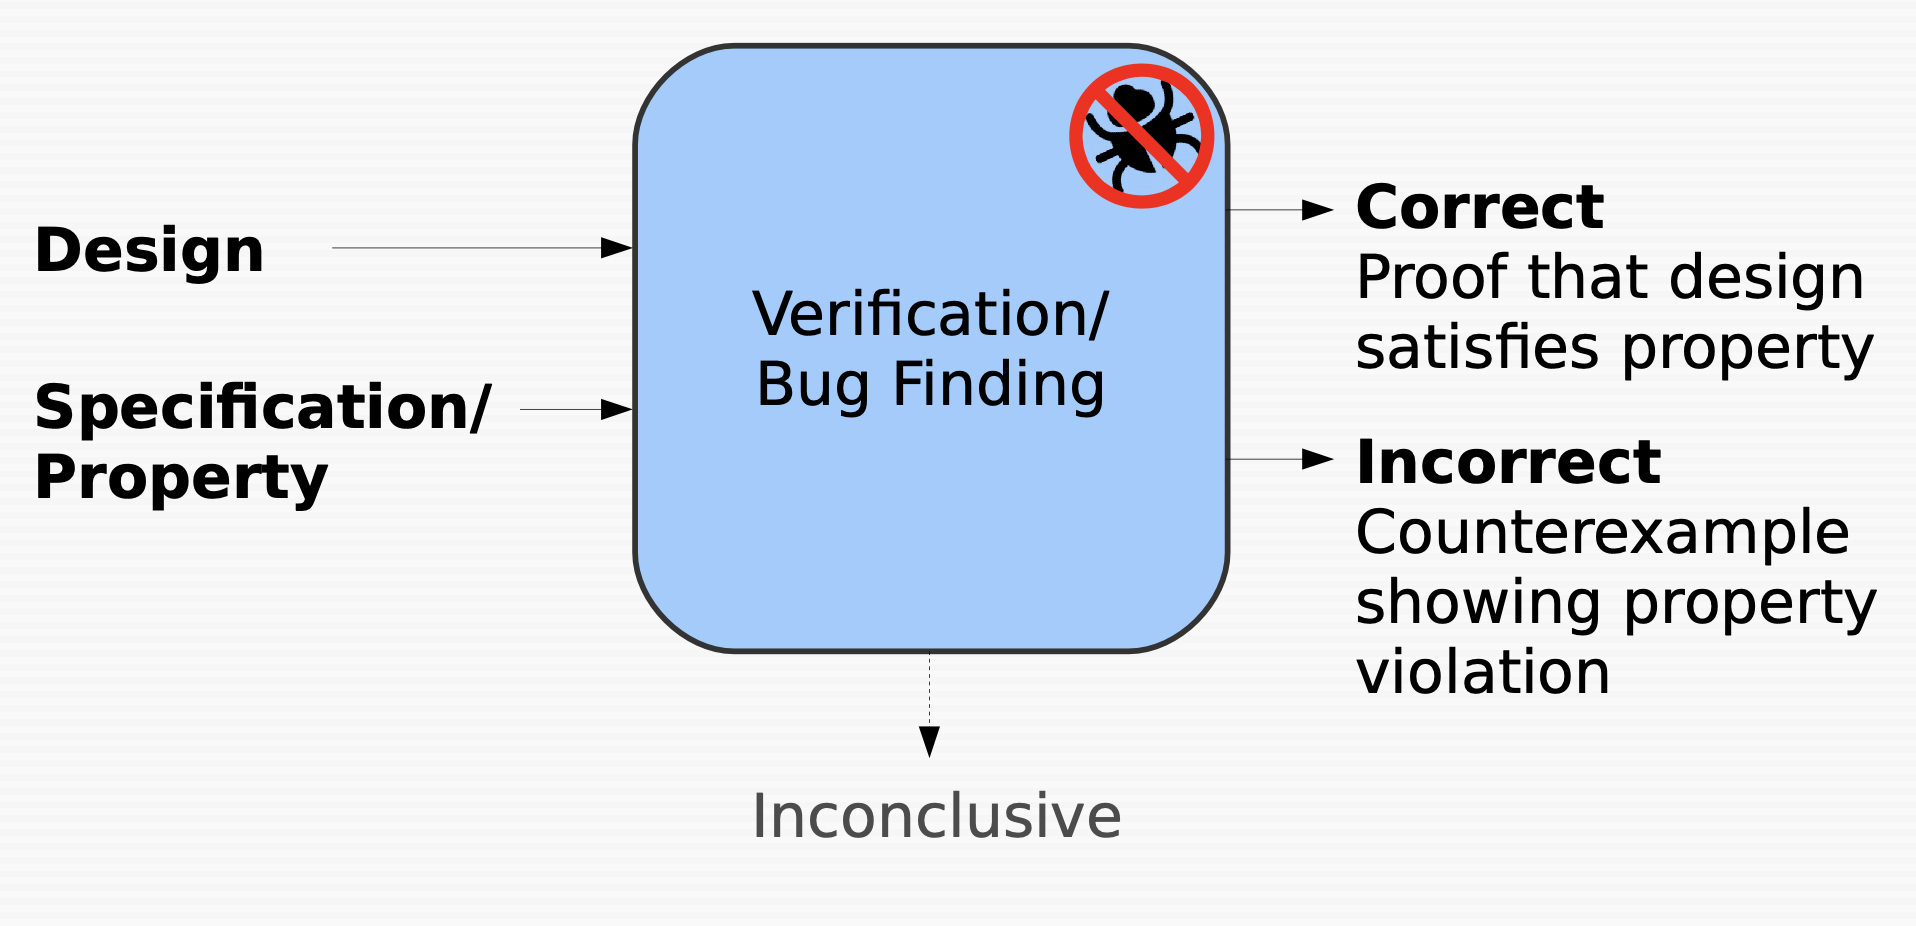 Design
Specification/
Property
Verification/
Bug Finding
Correct
Proof that design
satisfies property
Incorrect
Counterexample
showing property
violation
Inconclusive